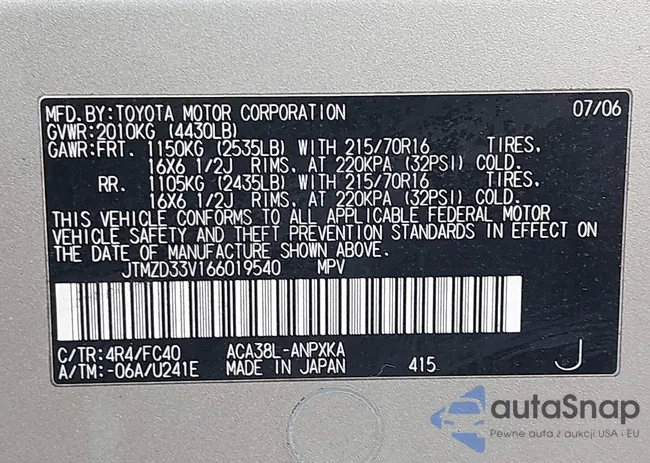 MFD. BY: TOYOTA MOTOR CORPORATION 07/06
GVWR: 2010KG (4430LB)
GAWR: FRT. 1150KG (2535LB) WITH 215/70R16 TIRES,
16X6 1/2J RIMS, AT 220KPA (32PSI) COLD.
RR. 1105KG (2435LB) WITH 215/70R16 TIRES,
16X6 1/2J RIMS, AT 220KPA (32PSI) COLD.
THIS VEHICLE CONFORMS TO ALL APPLICABLE FEDERAL MOTOR
VEHICLE SAFETY AND THEFT PREVENTION STANDARDS IN EFFECT ON
THE DATE OF MANUFACTURE SHOWN ABOVE.
JTMZD33V166019540 MPV
C/TR: 4R4/FC40 ACA38L-ANPXKA
A/TM: -06A/U241E MADE IN JAPAN 415 J
autaSnap
Pewne auta z aukcji USA i EU